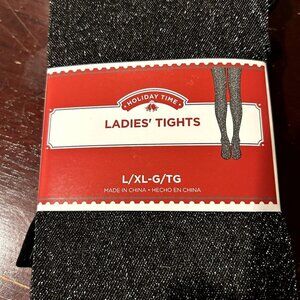 HOLIDAY TIME
LADIES' TIGHTS
L/XL-G/TG
MADE IN CHINA • HECHO EN CHINA